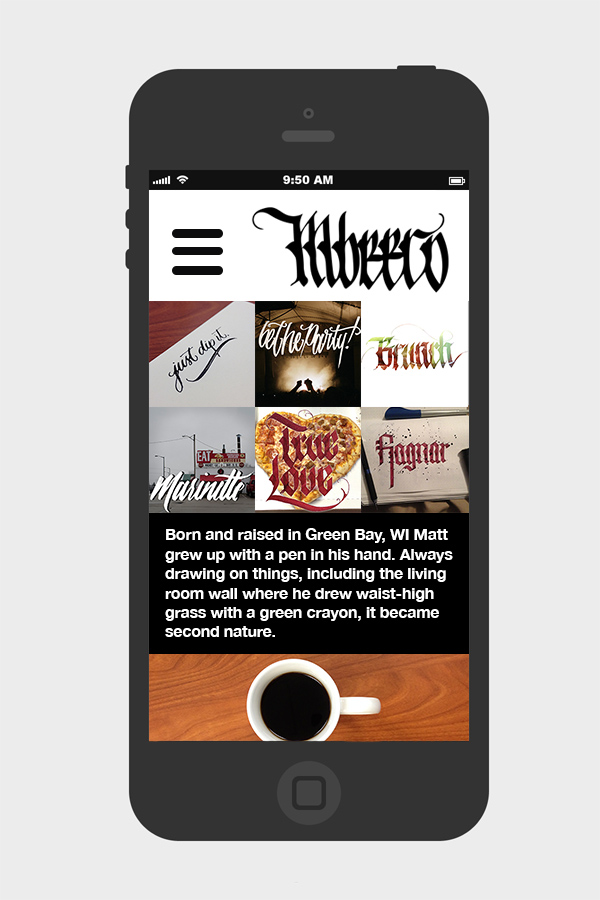 9:50 AM
Mbeeco
just dip it.
be the party!
Brunch
EAT
Marinette
True
Love
Ragnar
Born and raised in Green Bay, WI Matt
grew up with a pen in his hand. Always
drawing on things, including the living
room wall where he drew waist-high
grass with a green crayon, it became
second nature.